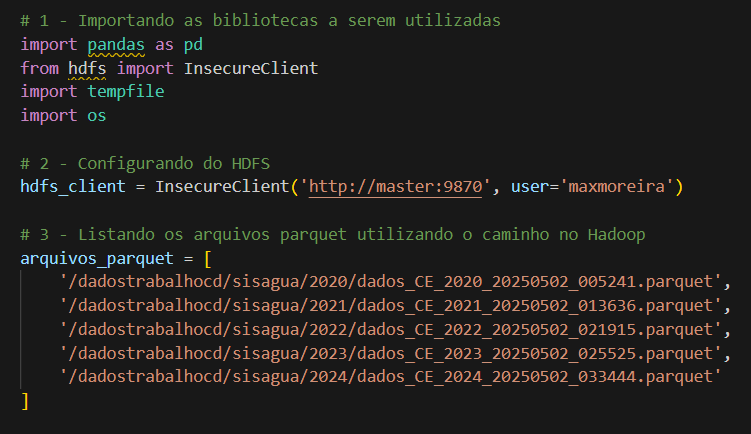 # 1 - Importando as bibliotecas a serem utilizadas
import pandas as pd
from hdfs import InsecureClient
import tempfile
import os
# 2 - Configurando do HDFS
hdfs_client = InsecureClient('http://master:9870', user='maxmoreira')
# 3 - Listando os arquivos parquet utilizando o caminho no Hadoop
arquivos_parquet = [
    '/dadostrabalhocd/sisagua/2020/dados_CE_2020_20250502_005241.parquet',
    '/dadostrabalhocd/sisagua/2021/dados_CE_2021_20250502_013636.parquet',
    '/dadostrabalhocd/sisagua/2022/dados_CE_2022_20250502_021915.parquet',
    '/dadostrabalhocd/sisagua/2023/dados_CE_2023_20250502_025525.parquet',
    '/dadostrabalhocd/sisagua/2024/dados_CE_2024_20250502_033444.parquet'
]